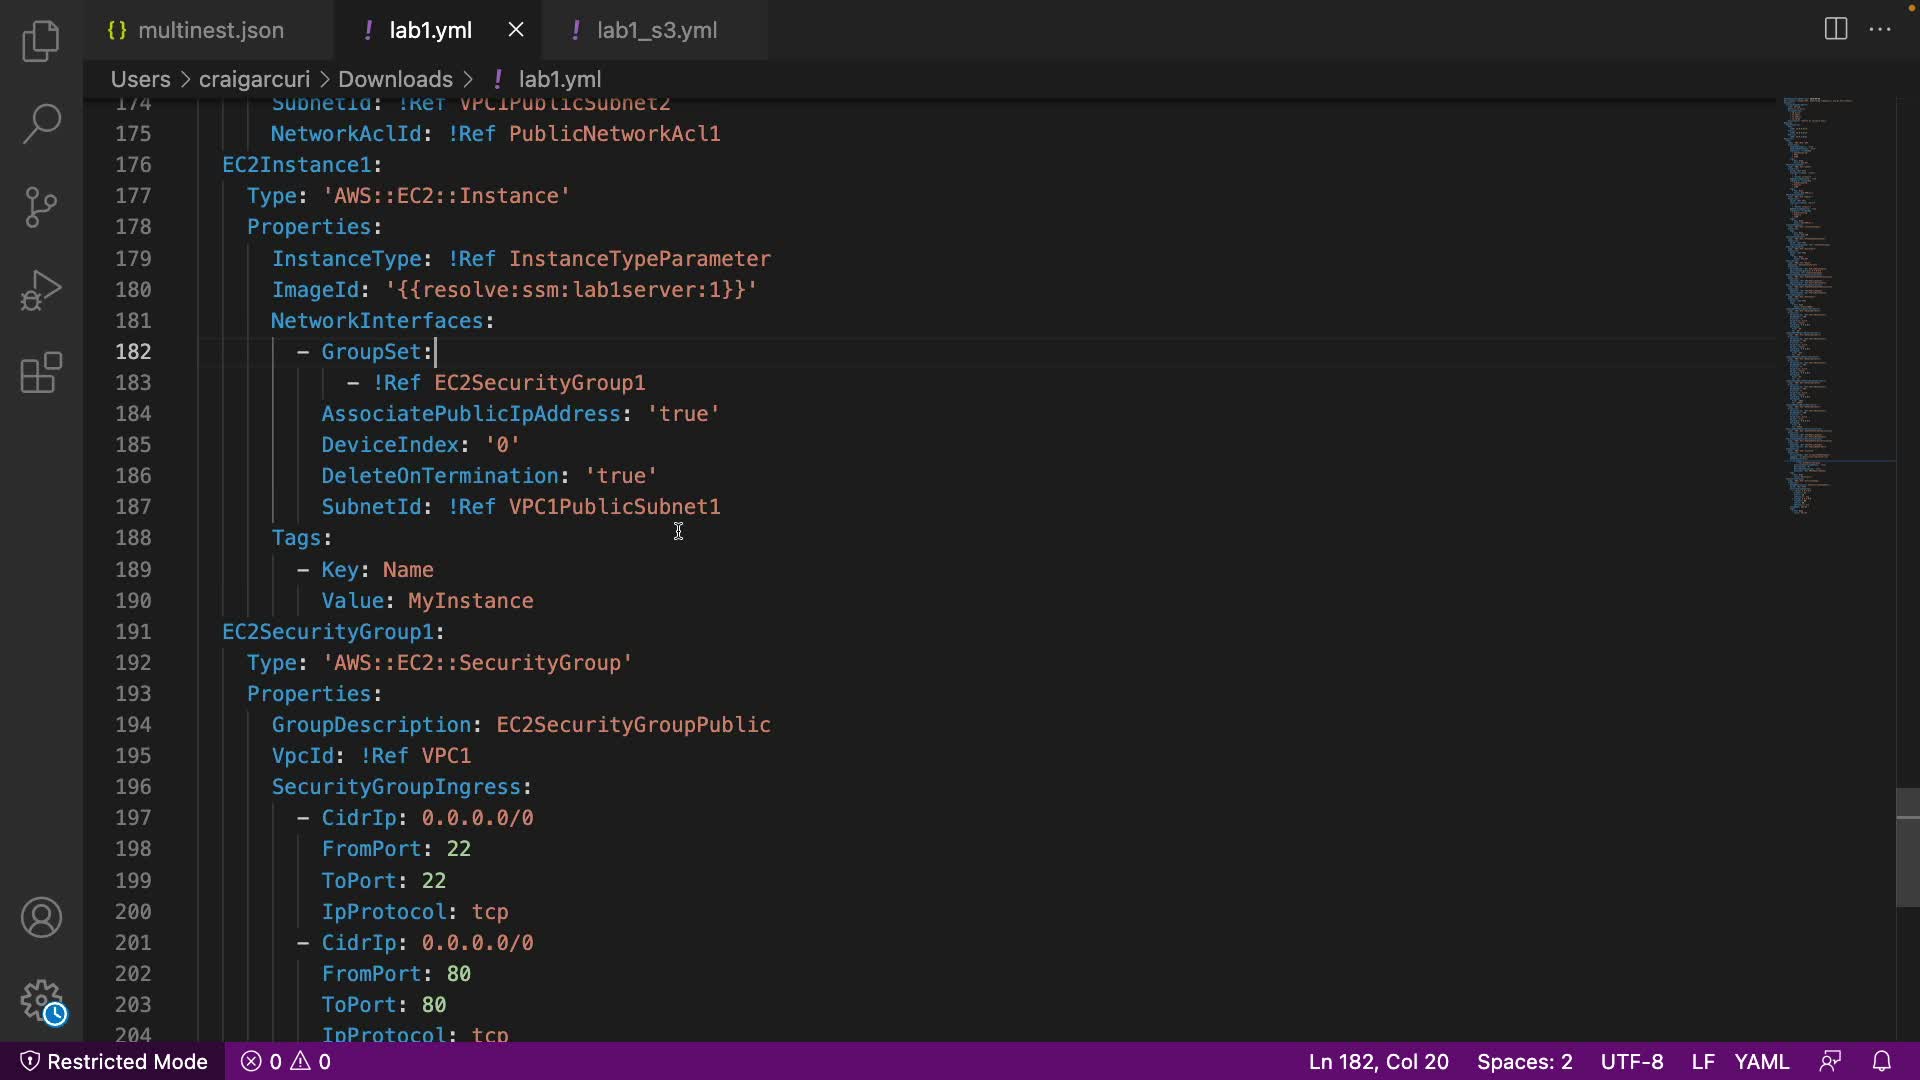 {} multinest.json ! lab1.yml ! lab1_s3.yml
Users > craigarcuri > Downloads > ! lab1.yml
174 SubnetId: !Ref VPC1PublicSubnet2
175 NetworkAclId: !Ref PublicNetworkAcl1
176 EC2Instance1:
177 Type: 'AWS::EC2::Instance'
178 Properties:
179 InstanceType: !Ref InstanceTypeParameter
180 ImageId: '{{resolve:ssm:lab1server:1}}'
181 NetworkInterfaces:
182 - GroupSet:
183 - !Ref EC2SecurityGroup1
184 AssociatePublicIpAddress: 'true'
185 DeviceIndex: '0'
186 DeleteOnTermination: 'true'
187 SubnetId: !Ref VPC1PublicSubnet1
188 Tags:
189 - Key: Name
190 Value: MyInstance
191 EC2SecurityGroup1:
192 Type: 'AWS::EC2::SecurityGroup'
193 Properties:
194 GroupDescription: EC2SecurityGroupPublic
195 VpcId: !Ref VPC1
196 SecurityGroupIngress:
197 - CidrIp: 0.0.0.0/0
198 FromPort: 22
199 ToPort: 22
200 IpProtocol: tcp
201 - CidrIp: 0.0.0.0/0
202 FromPort: 80
203 ToPort: 80
204 IpProtocol: tcp
Restricted Mode 0 0 Ln 182, Col 20 Spaces: 2 UTF-8 LF YAML